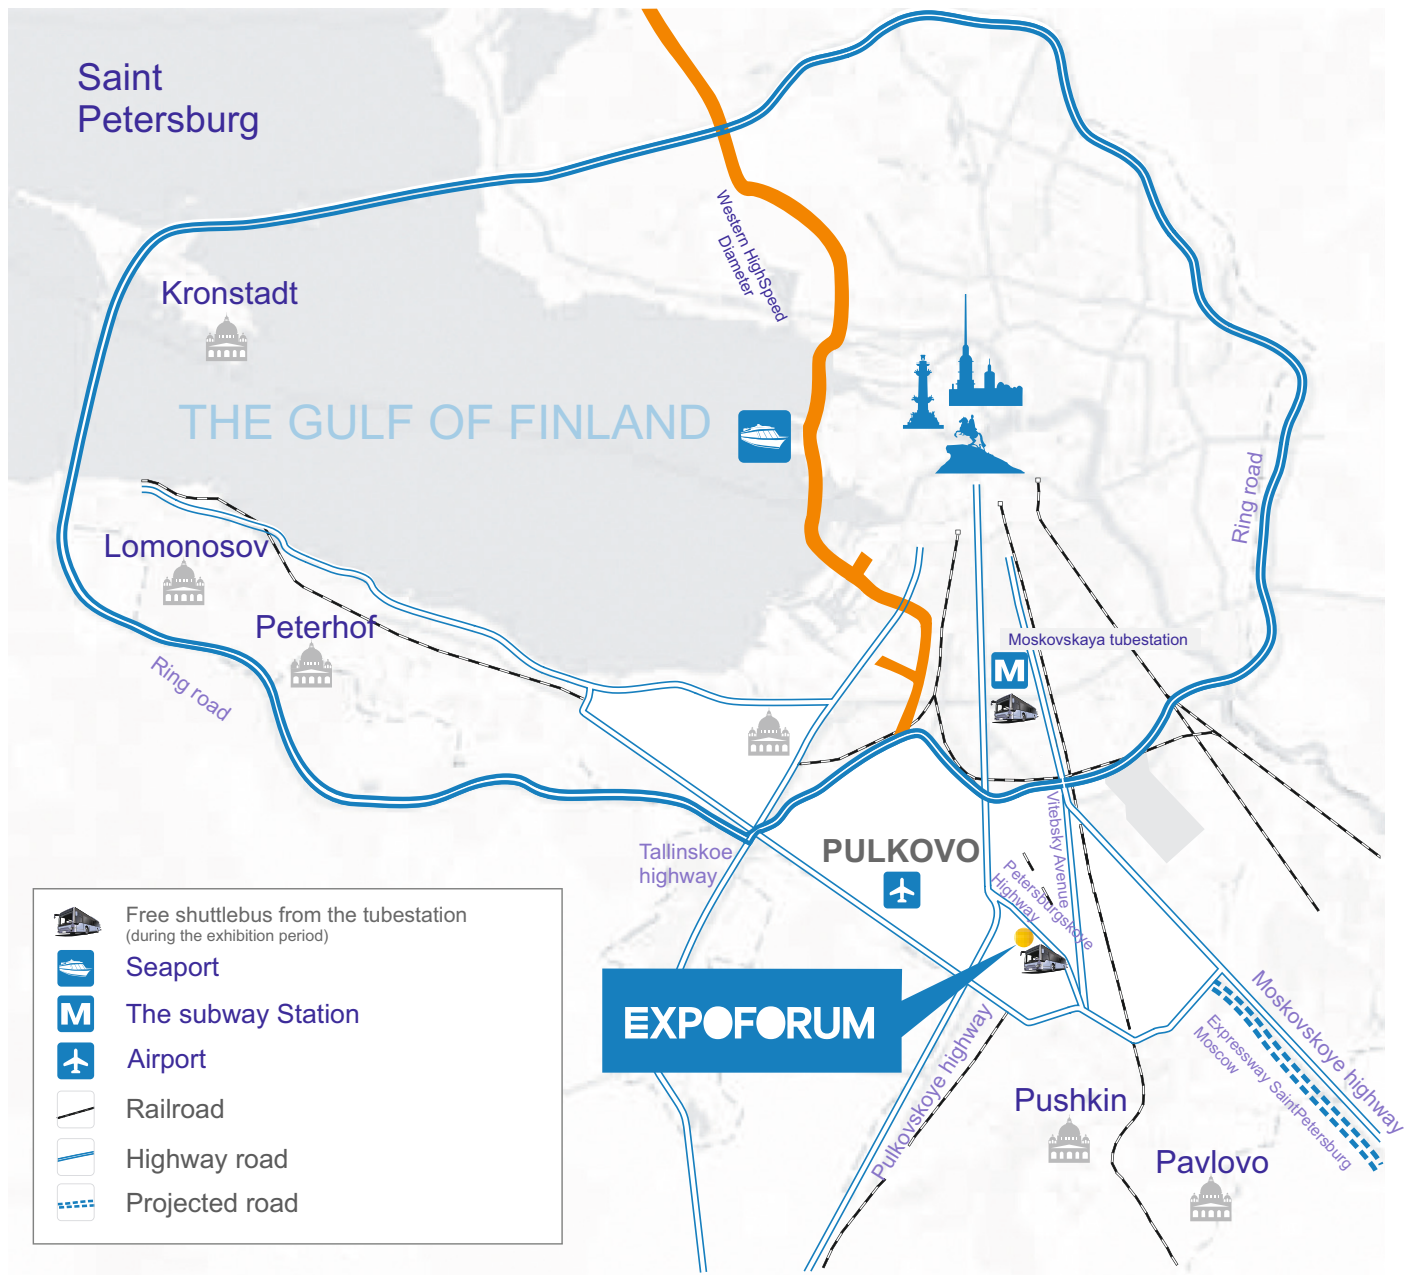 Saint
Petersburg
Western HighSpeed
Diameter
Kronstadt
THE GULF OF FINLAND
Ring road
Lomonosov
Peterhof
Ring road
Moskovskaya tubestation
M
Vitebsky Avenue
Tallinskoe
highway
PULKOVO
Petersburgskoye
Highway
EXPOFORUM
Pulkovskoye highway
Moskovskoye highway
Expressway SaintPetersburg
Moscow
Pushkin
Pavlovo
Free shuttlebus from the tubestation
(during the exhibition period)
Seaport
M
The subway Station
Airport
Railroad
Highway road
Projected road